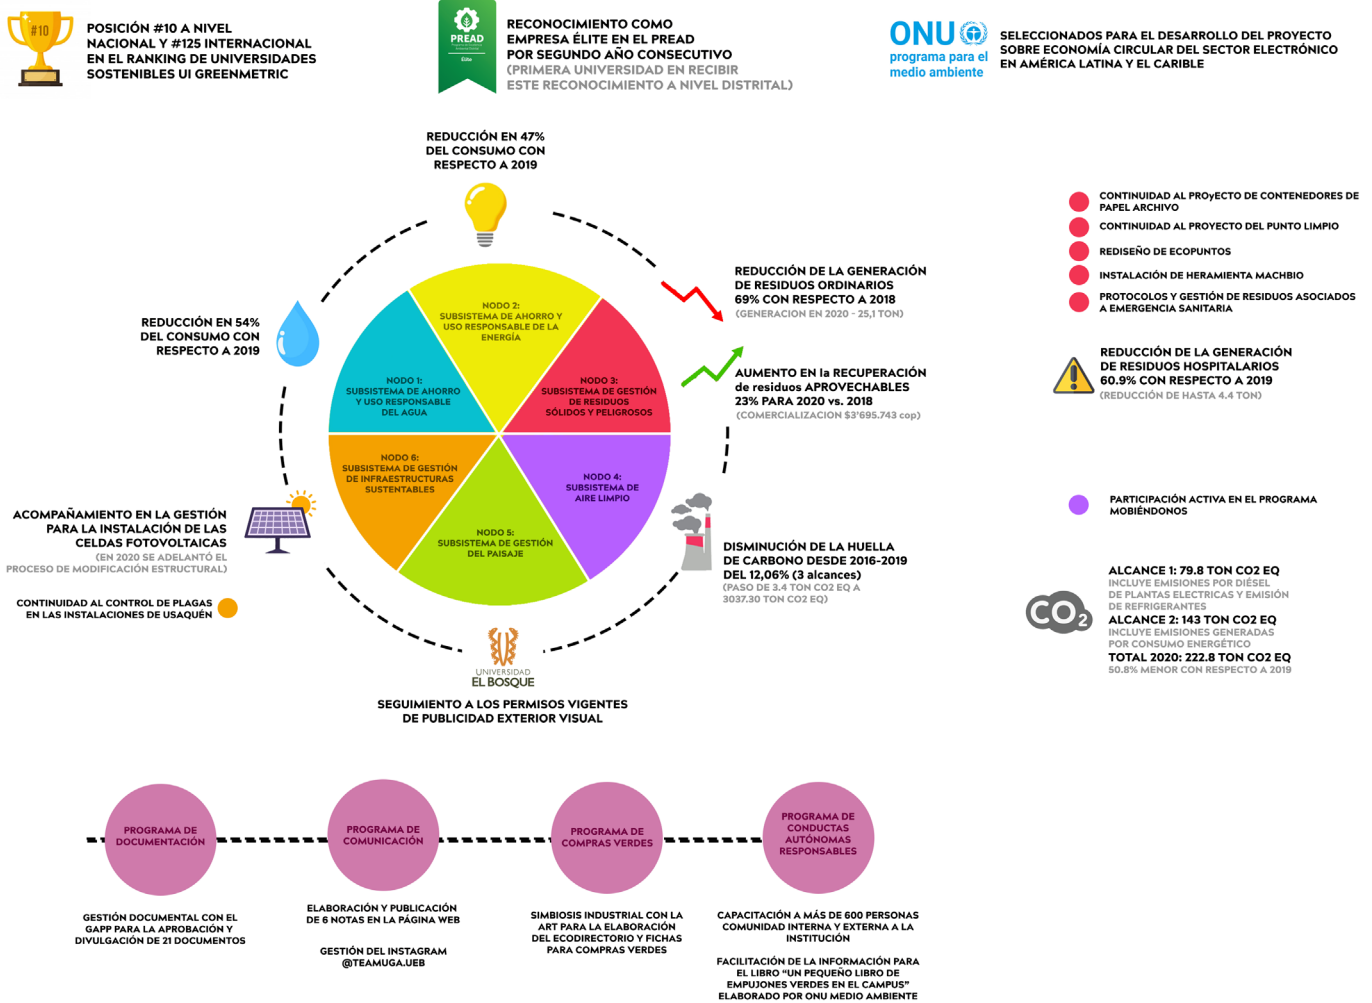 #10
POSICIÓN #10 A NIVEL
NACIONAL Y #125 INTERNACIONAL
EN EL RANKING DE UNIVERSIDADES
SOSTENIBLES UI GREENMETRIC
PREAD
Élite
RECONOCIMIENTO COMO
EMPRESA ÉLITE EN EL PREAD
POR SEGUNDO AÑO CONSECUTIVO
(PRIMERA UNIVERSIDAD EN RECIBIR
ESTE RECONOCIMIENTO A NIVEL DISTRITAL)
ONU
programa para el
medio ambiente
SELECCIONADOS PARA EL DESARROLLO DEL PROYECTO
SOBRE ECONOMÍA CIRCULAR DEL SECTOR ELECTRÓNICO
EN AMÉRICA LATINA Y EL CARIBLE
REDUCCIÓN EN 47%
DEL CONSUMO CON
RESPECTO A 2019
REDUCCIÓN EN 54%
DEL CONSUMO CON
RESPECTO A 2019
NODO 2:
SUBSISTEMA DE AHORRO Y
USO RESPONSABLE DE LA
ENERGÍA
NODO 1:
SUBSISTEMA DE AHORRO
Y USO RESPONSABLE
DEL AGUA
NODO 3:
SUBSISTEMA DE GESTIÓN
DE RESIDUOS
SÓLIDOS Y PELIGROSOS
NODO 6:
SUBSISTEMA DE GESTIÓN
DE INFRAESTRUCTURAS
SUSTENTABLES
NODO 4:
SUBSISTEMA DE
AIRE LIMPIO
NODO 5:
SUBSISTEMA DE GESTIÓN
DEL PAISAJE
REDUCCIÓN DE LA GENERACIÓN
DE RESIDUOS ORDINARIOS
69% CON RESPECTO A 2018
(GENERACION EN 2020 - 25,1 TON)
AUMENTO EN la RECUPERACIÓN
de residuos APROVECHABLES
23% PARA 2020 vs. 2018
(COMERCIALIZACION $3'695.743 cop)
CONTINUIDAD AL PROyECTO DE CONTENEDORES DE
PAPEL ARCHIVO
CONTINUIDAD AL PROYECTO DEL PUNTO LIMPIO
REDISEÑO DE ECOPUNTOS
INSTALACIÓN DE HERAMIENTA MACHBIO
PROTOCOLOS Y GESTIÓN DE RESIDUOS ASOCIADOS
A EMERGENCIA SANITARIA
REDUCCIÓN DE LA GENERACIÓN
DE RESIDUOS HOSPITALARIOS
60.9% CON RESPECTO A 2019
(REDUCCIÓN DE HASTA 4.4 TON)
ACOMPAÑAMIENTO EN LA GESTIÓN
PARA LA INSTALACIÓN DE LAS
CELDAS FOTOVOLTAICAS
(EN 2020 SE ADELANTÓ EL
PROCESO DE MODIFICACIÓN ESTRUCTURAL)
CONTINUIDAD AL CONTROL DE PLAGAS
EN LAS INSTALACIONES DE USAQUÉN
DISMINUCIÓN DE LA HUELLA
DE CARBONO DESDE 2016-2019
DEL 12,06% (3 alcances)
(PASO DE 3.4 TON CO2 EQ A
3037.30 TON CO2 EQ)
PARTICIPACIÓN ACTIVA EN EL PROGRAMA
MOBIÉNDONOS
CO2
ALCANCE 1: 79.8 TON CO2 EQ
INCLUYE EMISIONES POR DIÉSEL
DE PLANTAS ELECTRICAS Y EMISIÓN
DE REFRIGERANTES
ALCANCE 2: 143 TON CO2 EQ
INCLUYE EMISIONES GENERADAS
POR CONSUMO ENERGÉTICO
TOTAL 2020: 222.8 TON CO2 EQ
50.8% MENOR CON RESPECTO A 2019
UNIVERSIDAD
EL BOSQUE
SEGUIMIENTO A LOS PERMISOS VIGENTES
DE PUBLICIDAD EXTERIOR VISUAL
PROGRAMA DE
DOCUMENTACIÓN
PROGRAMA DE
COMUNICACIÓN
PROGRAMA DE
COMPRAS VERDES
PROGRAMA DE
CONDUCTAS
AUTÓNOMAS
RESPONSABLES
GESTIÓN DOCUMENTAL CON EL
GAPP PARA LA APROBACIÓN Y
DIVULGACIÓN DE 21 DOCUMENTOS
ELABORACIÓN Y PUBLICACIÓN
DE 6 NOTAS EN LA PÁGINA WEB
GESTIÓN DEL INSTAGRAM
@TEAMUGA.UEB
SIMBIOSIS INDUSTRIAL CON LA
ART PARA LA ELABORACIÓN
DEL ECODIRECTORIO Y FICHAS
PARA COMPRAS VERDES
CAPACITACIÓN A MÁS DE 600 PERSONAS
COMUNIDAD INTERNA Y EXTERNA A LA
INSTITUCIÓN
FACILITACIÓN DE LA INFORMACIÓN PARA
EL LIBRO “UN PEQUEÑO LIBRO DE
EMPUJONES VERDES EN EL CAMPUS”
ELABORADO POR ONU MEDIO AMBIENTE